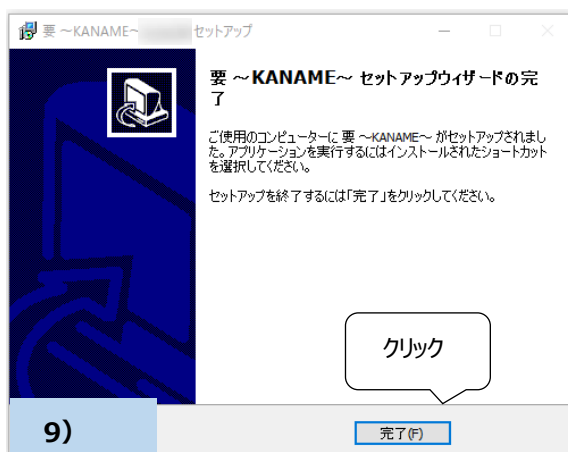 要 ～KANAME～ セットアップ
要 ～KANAME～ セットアップウィザードの完
了
ご使用のコンピューターに 要 ～KANAME～ がセットアップされまし
た。アプリケーションを実行するにはインストールされたショートカット
を選択してください。
セットアップを終了するには「完了」をクリックしてください。
クリック
9）
完了(F)